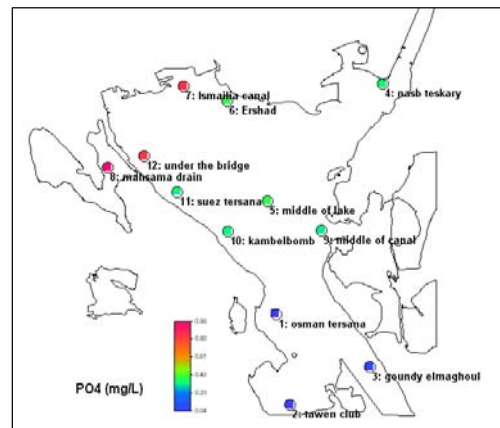 7: Ismailia canal
6: Ershad
4: nasb teskary
12: under the bridge
8: mahsama drain
11: suez tersana
5: middle of lake
10: kambelbomb
9: middle of canal
1: osman tersana
3: goundy elmaghoul
2: tawen club
PO4 (mg/L)